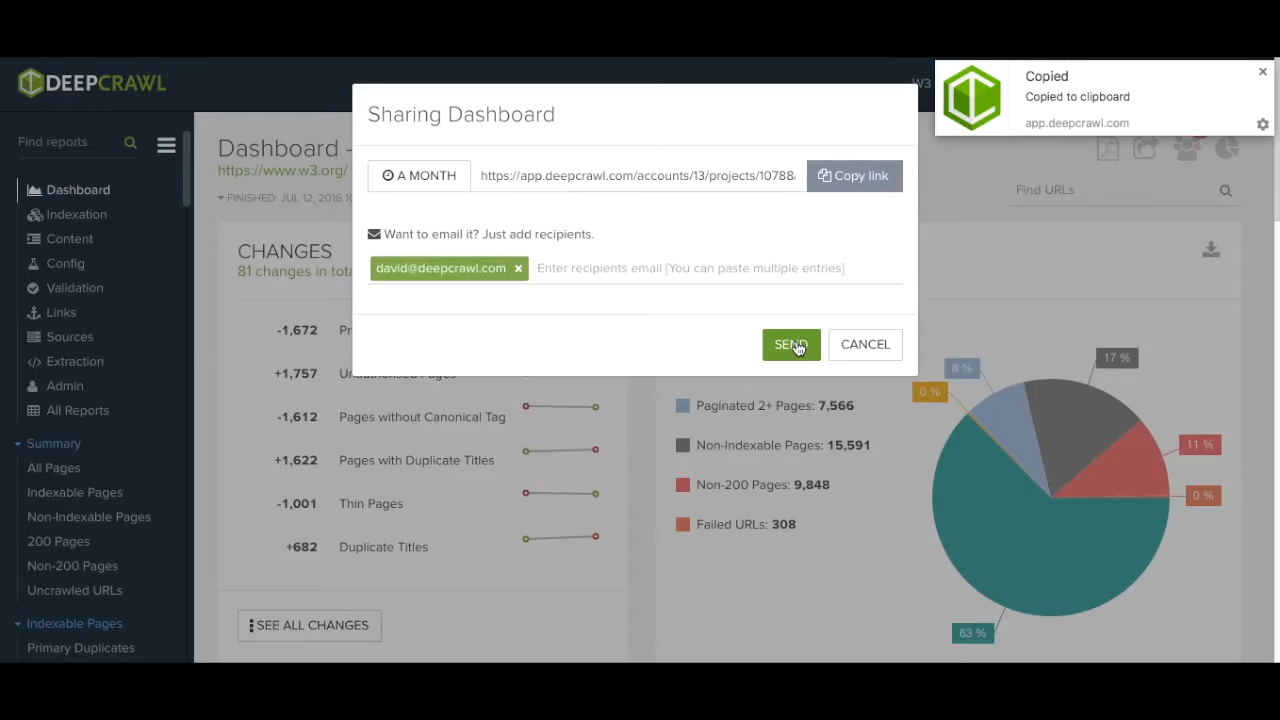 DEEPCRAWL
W3
Copied
Copied to clipboard
app.deepcrawl.com
Find reports
Dashboard
Indexation
Content
Config
Validation
Links
Sources
Extraction
Admin
All Reports
Summary
All Pages
Indexable Pages
Non-Indexable Pages
200 Pages
Non-200 Pages
Uncrawled URLs
Indexable Pages
Primary Duplicates
Dashboard -
https://www.w3.org/
FINISHED: JUL 12, 2016 1
Find URLs
Sharing Dashboard
A MONTH
https://app.deepcrawl.com/accounts/13/projects/10788
Copy link
Want to email it? Just add recipients.
david@deepcrawl.com
Enter recipients email [You can paste multiple entries]
SEND
CANCEL
CHANGES
81 changes in tota
-1,672 Pr
+1,757
-1,612 Pages without Canonical Tag
+1,622 Pages with Duplicate Titles
-1,001 Thin Pages
+682 Duplicate Titles
SEE ALL CHANGES
Paginated 2+ Pages: 7,566
Non-Indexable Pages: 15,591
Non-200 Pages: 9,848
Failed URLs: 308
17 %
8 %
0 %
11 %
0 %
63 %